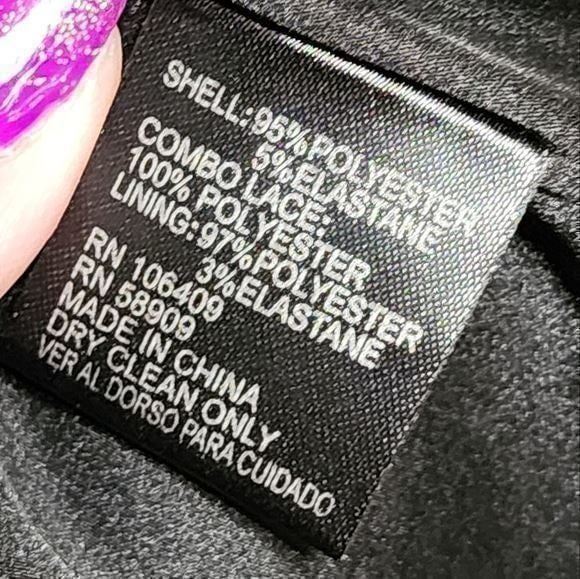 SHELL: 95% POLYESTER
5% ELASTANE
COMBO LACE:
100% POLYESTER
LINING: 97% POLYESTER
3% ELASTANE
RN 106409
RN 58909
MADE IN CHINA
DRY CLEAN ONLY
VER AL DORSO PARA CUIDADO